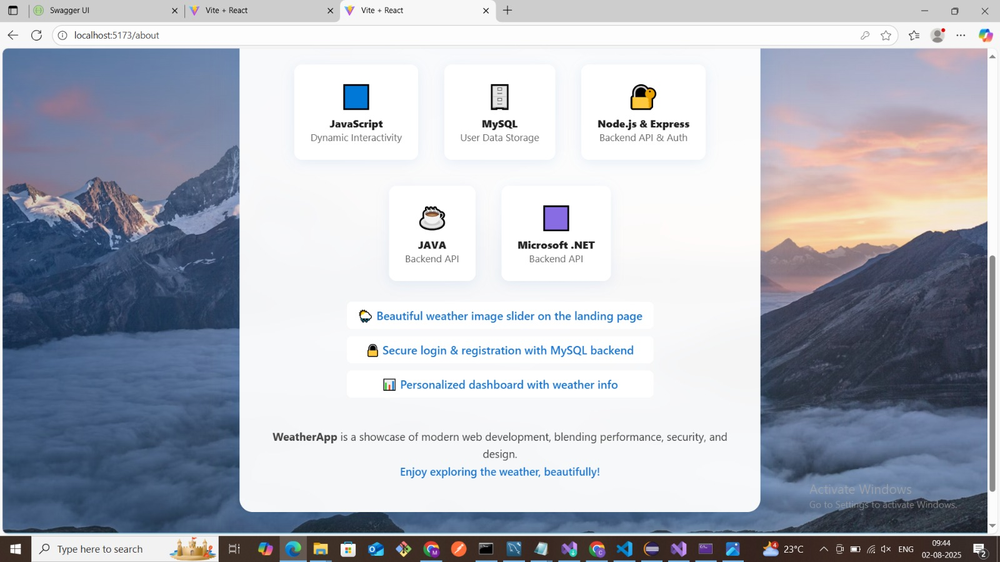 Swagger UI
Vite + React
Vite + React
localhost:5173/about
JavaScript
Dynamic Interactivity
MySQL
User Data Storage
Node.js & Express
Backend API & Auth
JAVA
Backend API
Microsoft .NET
Backend API
Beautiful weather image slider on the landing page
Secure login & registration with MySQL backend
Personalized dashboard with weather info
WeatherApp is a showcase of modern web development, blending performance, security, and
design.
Enjoy exploring the weather, beautifully!
Activate Windows
Go to Settings to activate Windows.
Type here to search
M
C
4
23°C
ENG
09:44
02-08-2025
2